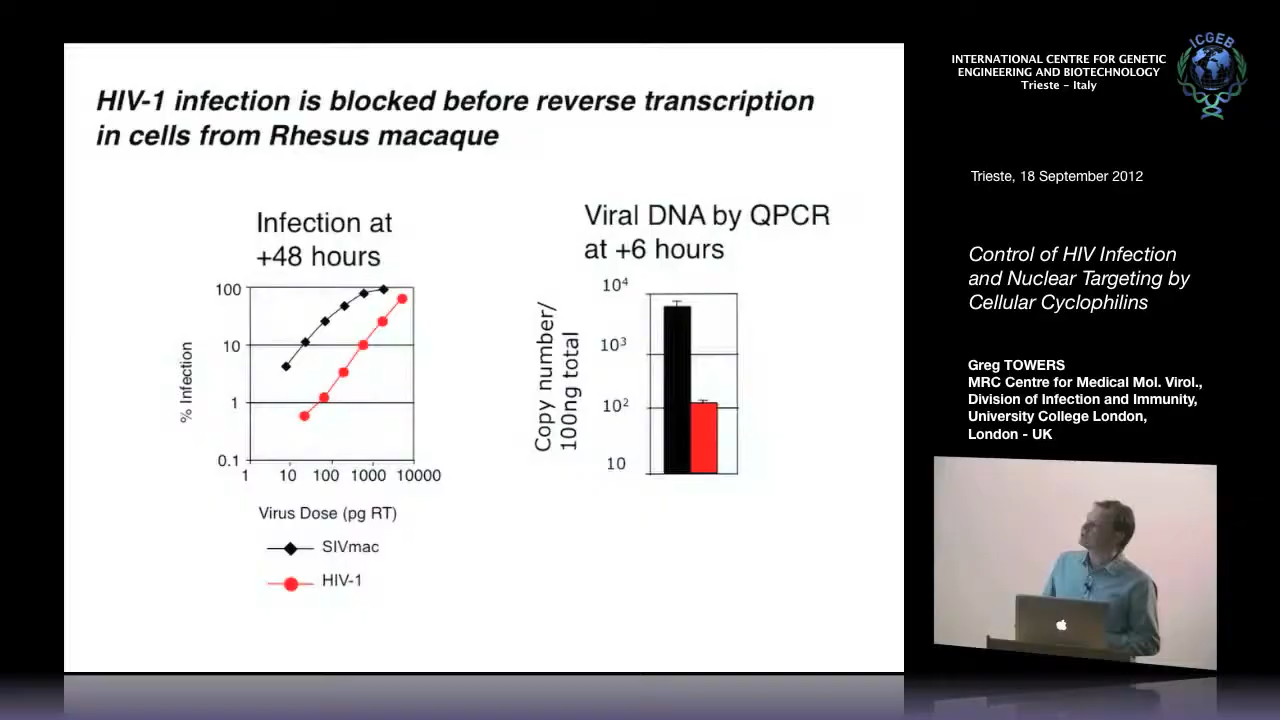 HIV-1 infection is blocked before reverse transcription
in cells from Rhesus macaque
Infection at
+48 hours
100
10
1
0.1
% Infection
1
10
100
1000
10000
Virus Dose (pg RT)
SIVmac
HIV-1
Viral DNA by QPCR
at +6 hours
10⁴
10³
10²
10
Copy number/
100ng total
INTERNATIONAL CENTRE FOR GENETIC
ENGINEERING AND BIOTECHNOLOGY
Trieste - Italy
ICGEB
Trieste, 18 September 2012
Control of HIV Infection
and Nuclear Targeting by
Cellular Cyclophilins
Greg TOWERS
MRC Centre for Medical Mol. Virol.,
Division of Infection and Immunity,
University College London,
London - UK